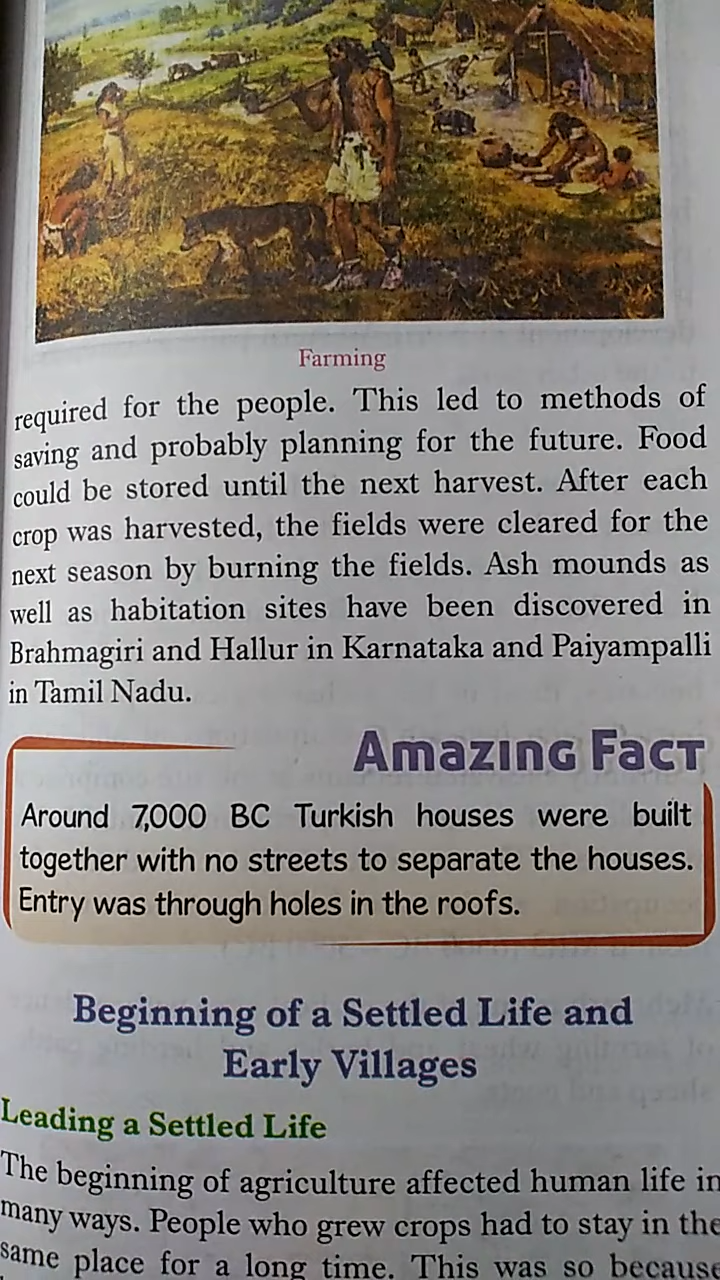 Farming
required for the people. This led to methods of
saving and probably planning for the future. Food
could be stored until the next harvest. After each
crop was harvested, the fields were cleared for the
next season by burning the fields. Ash mounds as
well as habitation sites have been discovered in
Brahmagiri and Hallur in Karnataka and Paiyampalli
in Tamil Nadu.
Amazing Fact
Around 7,000 BC Turkish houses were built
together with no streets to separate the houses.
Entry was through holes in the roofs.
Beginning of a Settled Life and
Early Villages
Leading a Settled Life
The beginning of agriculture affected human life in
many ways. People who grew crops had to stay in the
same place for a long time. This was so because